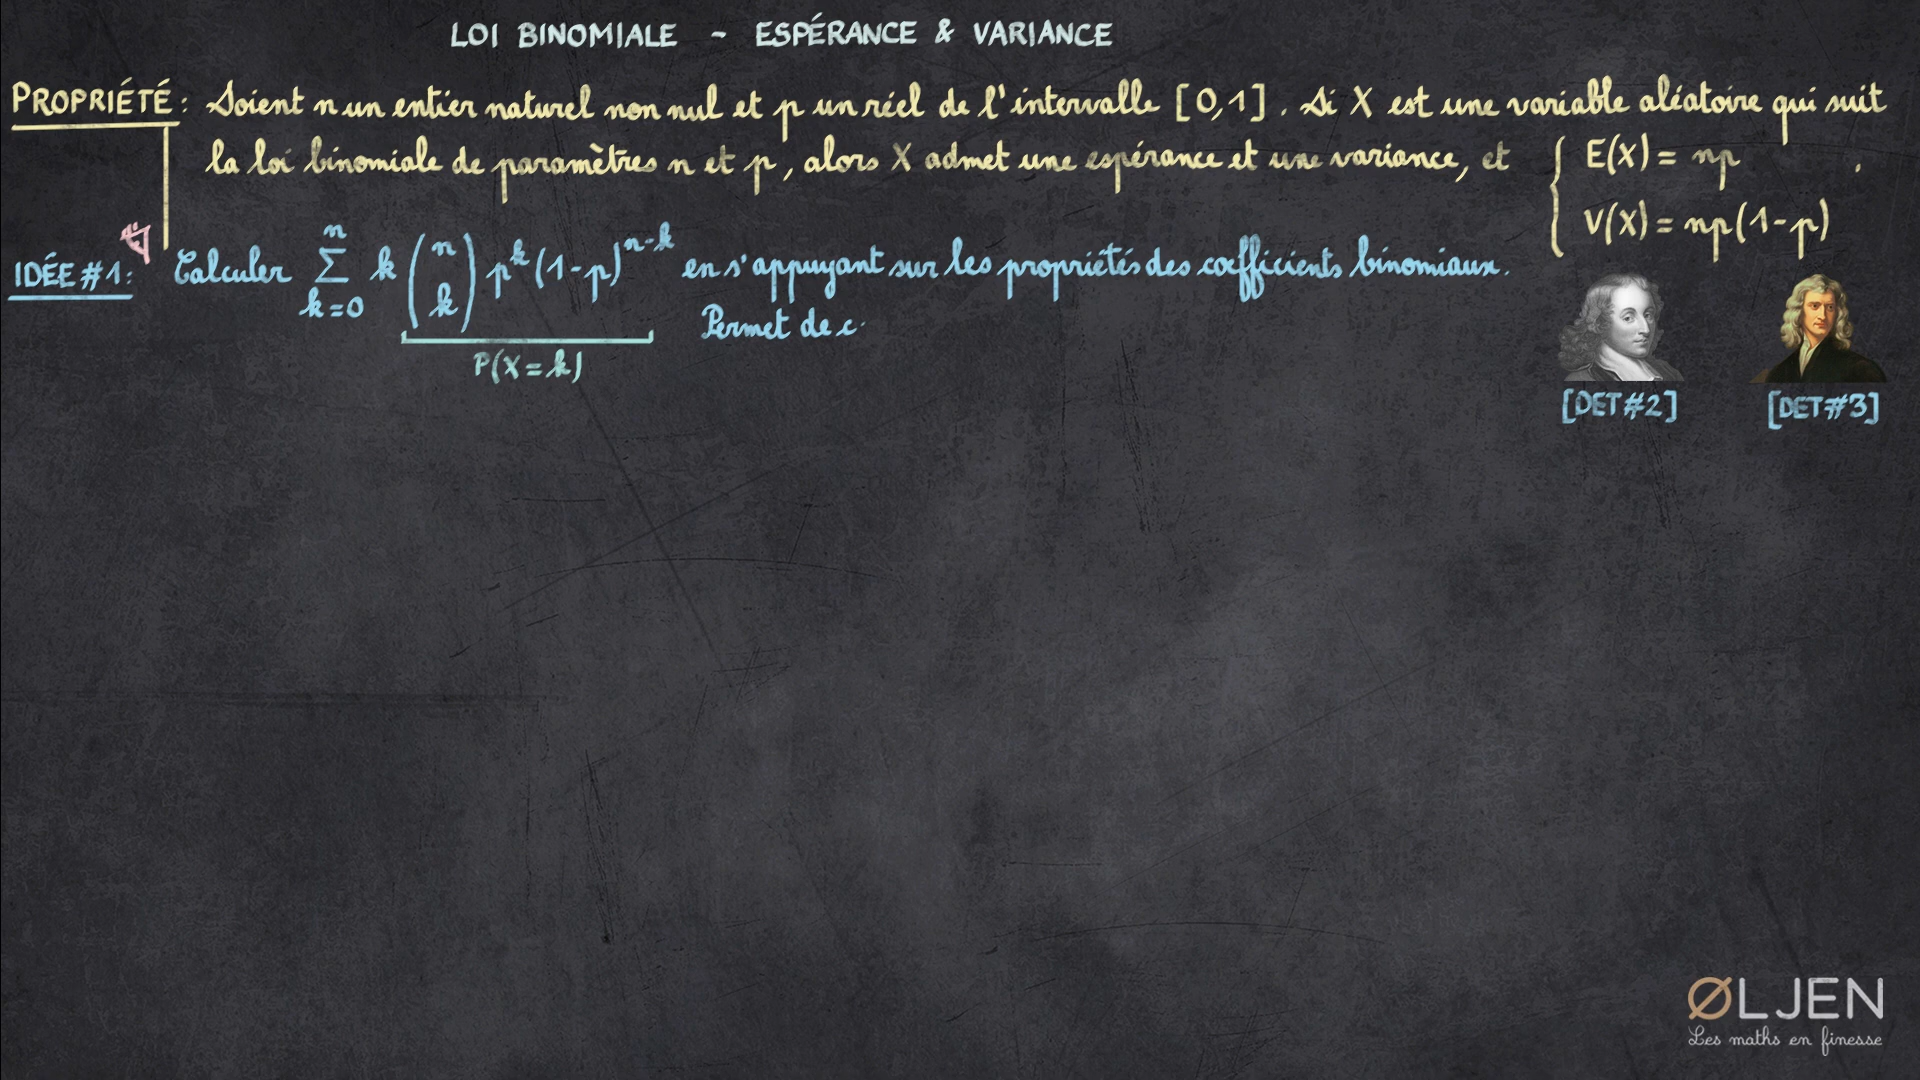 LOI BINOMIALE - ESPÉRANCE & VARIANCE
PROPRIÉTÉ : Soient n un entier naturel non nul et p un réel de l'intervalle [0,1]. Si X est une variable aléatoire qui suit
la loi binomiale de paramètres n et p, alors X admet une espérance et une variance, et { E(X) = np .
V(X) = np(1-p)
IDÉE #1: Calculer \sum_{k=0}^{n} k \binom{n}{k} p^k (1-p)^{n-k} en s'appuyant sur les propriétés des coefficients binomiaux.
Permet de c
P(X=k)
[DET#2] [DET#3]
ØLJEN
Les maths en finesse